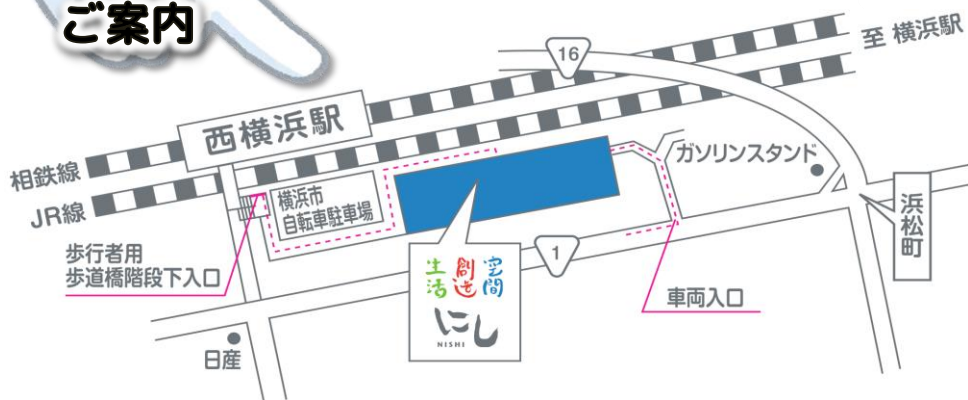 ご案内
至 横浜駅
16
西横浜駅
相鉄線
JR線
横浜市
自転車駐車場
ガソリンスタンド
浜松町
歩行者用
歩道橋階段下入口
1
車両入口
生活
創造
空間
にし
NISHI
日産